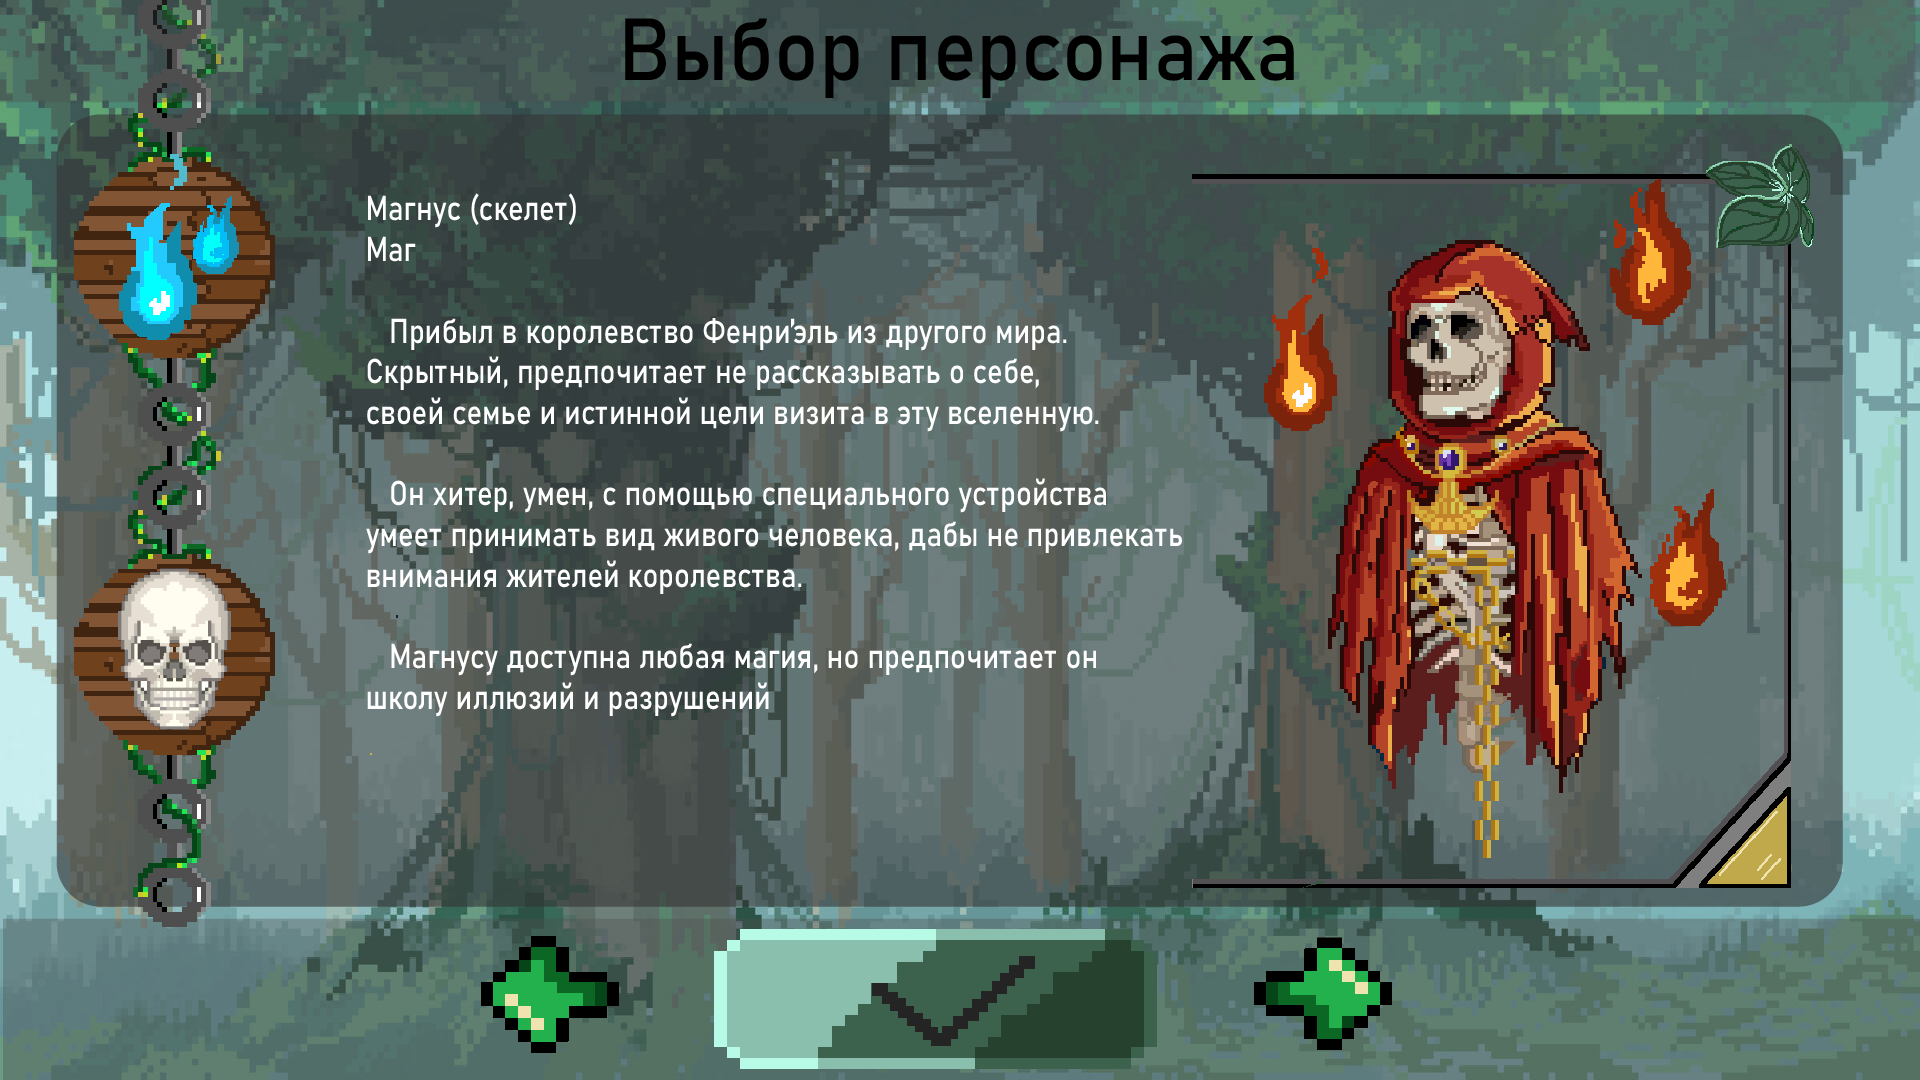 Выбор персонажа
Магнус (скелет)
Маг
Прибыл в королевство Фенри'эль из другого мира.
Скрытный, предпочитает не рассказывать о себе,
своей семье и истинной цели визита в эту вселенную.
Он хитер, умен, с помощью специального устройства
умеет принимать вид живого человека, дабы не привлекать
внимания жителей королевства.
Магнусу доступна любая магия, но предпочитает он
школу иллюзий и разрушений